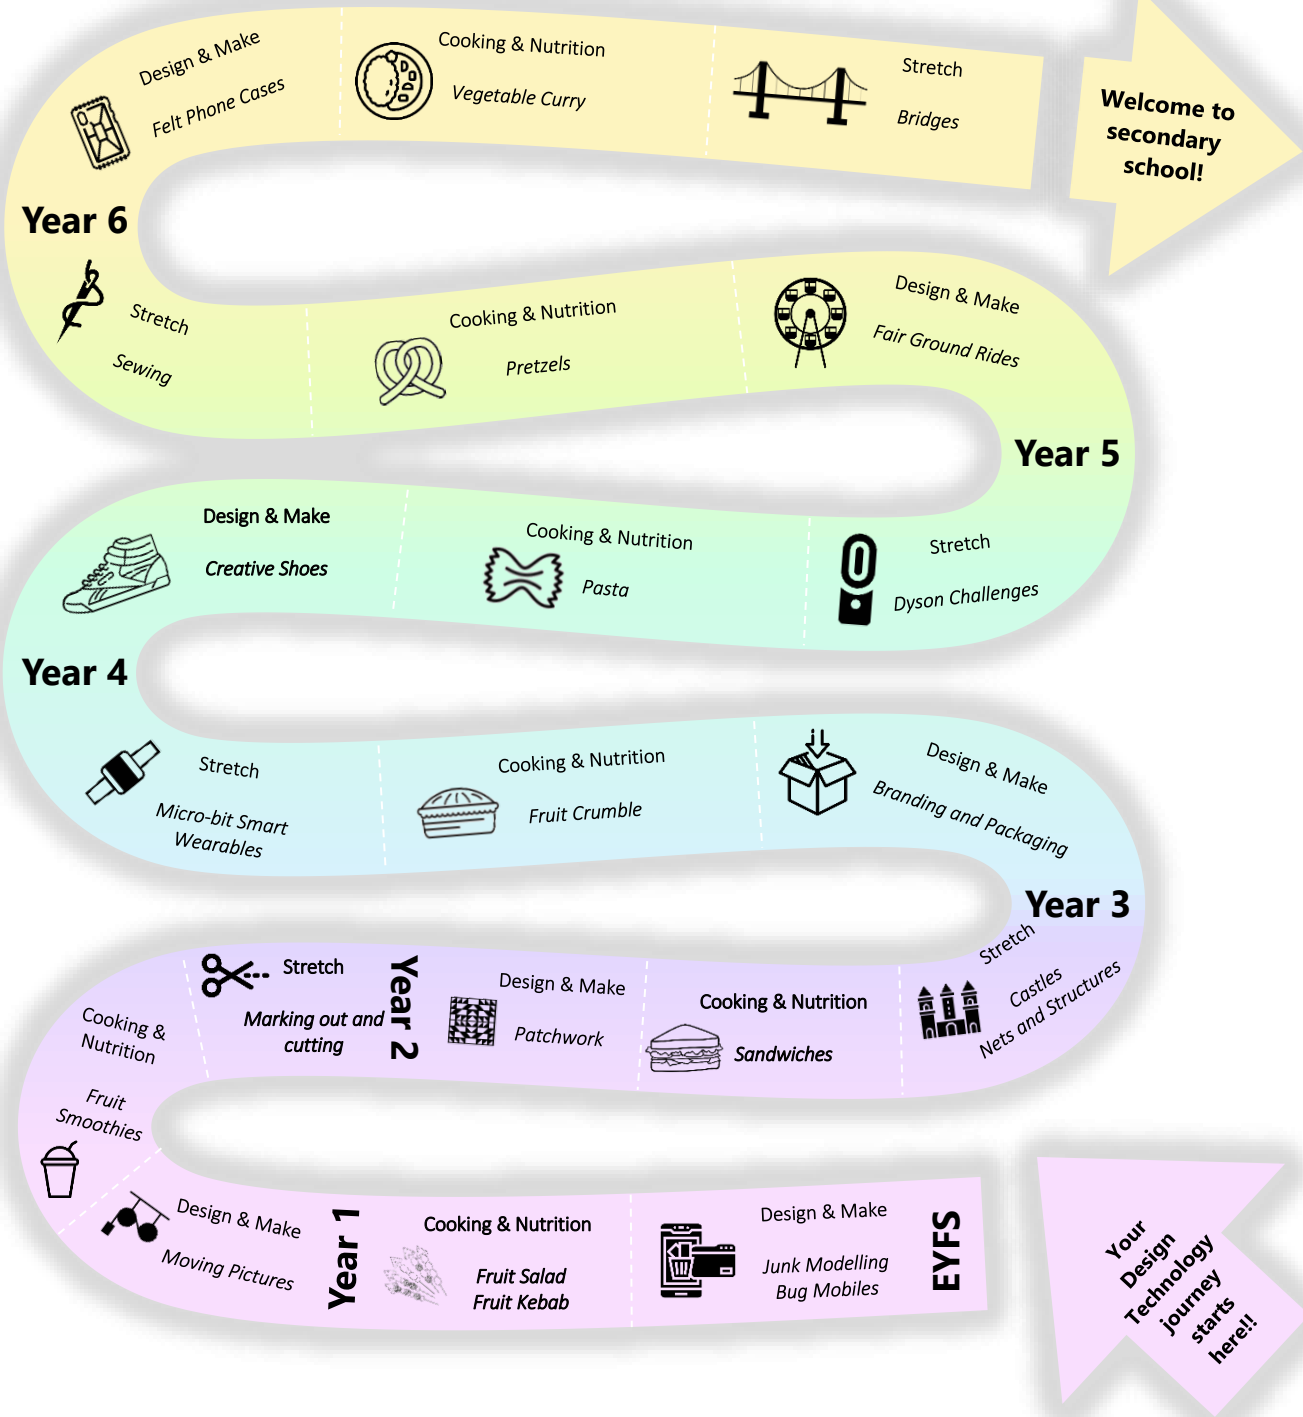 Design & Make
Felt Phone Cases
Cooking & Nutrition
Vegetable Curry
Stretch
Bridges
Welcome to
secondary
school!
Year 6
Stretch
Sewing
Cooking & Nutrition
Pretzels
Design & Make
Fair Ground Rides
Year 5
Design & Make
Creative Shoes
Cooking & Nutrition
Pasta
Stretch
Dyson Challenges
Year 4
Stretch
Micro-bit Smart
Wearables
Cooking & Nutrition
Fruit Crumble
Design & Make
Branding and Packaging
Year 3
Cooking &
Nutrition
Fruit
Smoothies
Stretch
Marking out and
cutting
Year 2
Design & Make
Patchwork
Cooking & Nutrition
Sandwiches
Stretch
Castles
Nets and Structures
Design & Make
Moving Pictures
Year 1
Cooking & Nutrition
Fruit Salad
Fruit Kebab
Design & Make
Junk Modelling
Bug Mobiles
EYFS
Your
Design
Technology
journey
starts
here!!